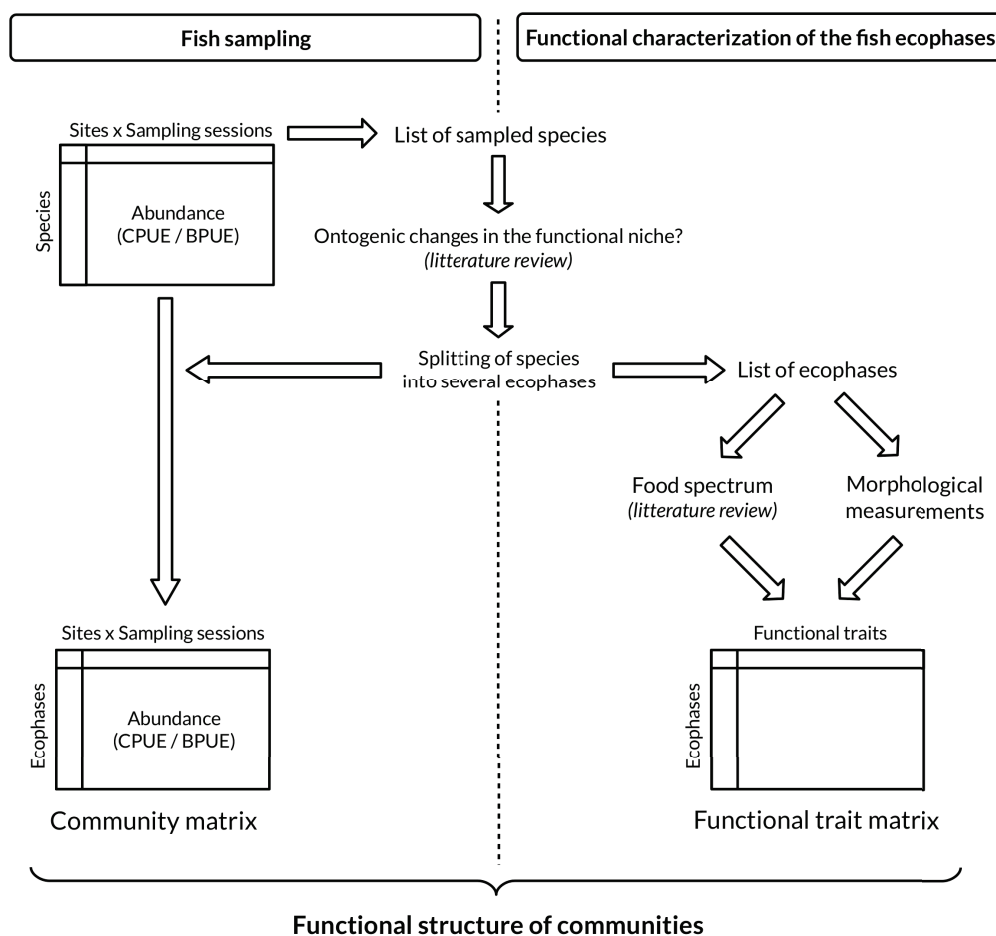 Fish sampling
Functional characterization of the fish ecophases
Sites x Sampling sessions
List of sampled species
Species
Abundance
(CPUE / BPUE)
Ontogenic changes in the functional niche?
(litterature review)
Splitting of species
into several ecophases
List of ecophases
Food spectrum
(litterature review)
Morphological
measurements
Sites x Sampling sessions
Ecophases
Abundance
(CPUE / BPUE)
Community matrix
Functional traits
Ecophases
Functional trait matrix
Functional structure of communities